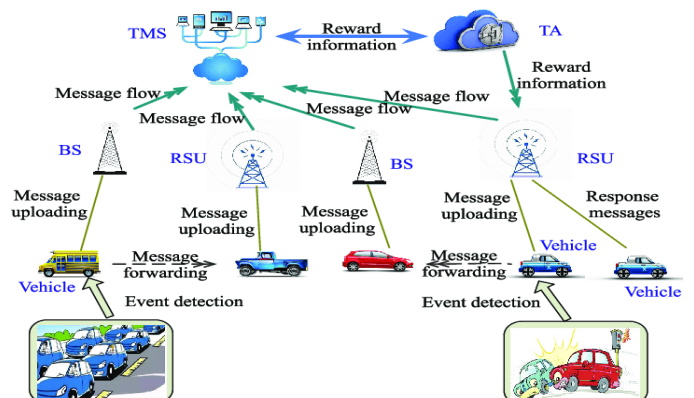 TMS
Reward
information
TA
Reward
information
Message flow
Message flow
Message flow
Message flow
BS
RSU
BS
RSU
Message
uploading
Message
uploading
Message
uploading
Message
uploading
Response
messages
Vehicle
Message
forwarding
Message
forwarding
Vehicle
Vehicle
Event detection
Event detection